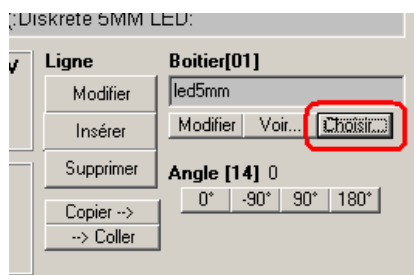 :Diskrete 5MM LED:
Ligne
Boitier[01]
Modifier
led5mm
Insérer
Modifier Voir... Choisir...
Supprimer
Angle [14] 0
0° -90° 90° 180°
Copier -->
--> Coller